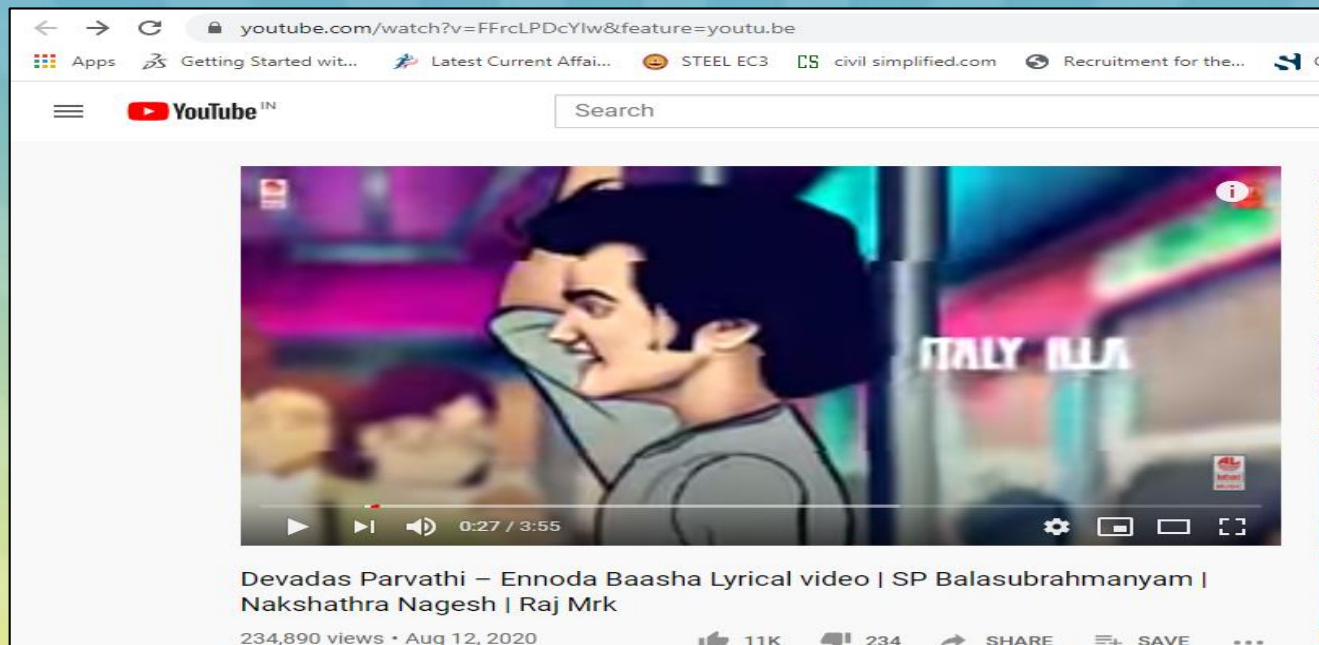 youtube.com/watch?v=FFrcLPDcYIw&feature=youtu.be
Apps Getting Started wit... Latest Current Affai... STEEL EC3 CS civil simplified.com Recruitment for the...
YouTube IN
Search
ITALY ILLA
0:27 / 3:55
Devadas Parvathi – Ennoda Baasha Lyrical video | SP Balasubrahmanyam |
Nakshathra Nagesh | Raj Mrk
234,890 views • Aug 12, 2020 11K 234 SHARE SAVE